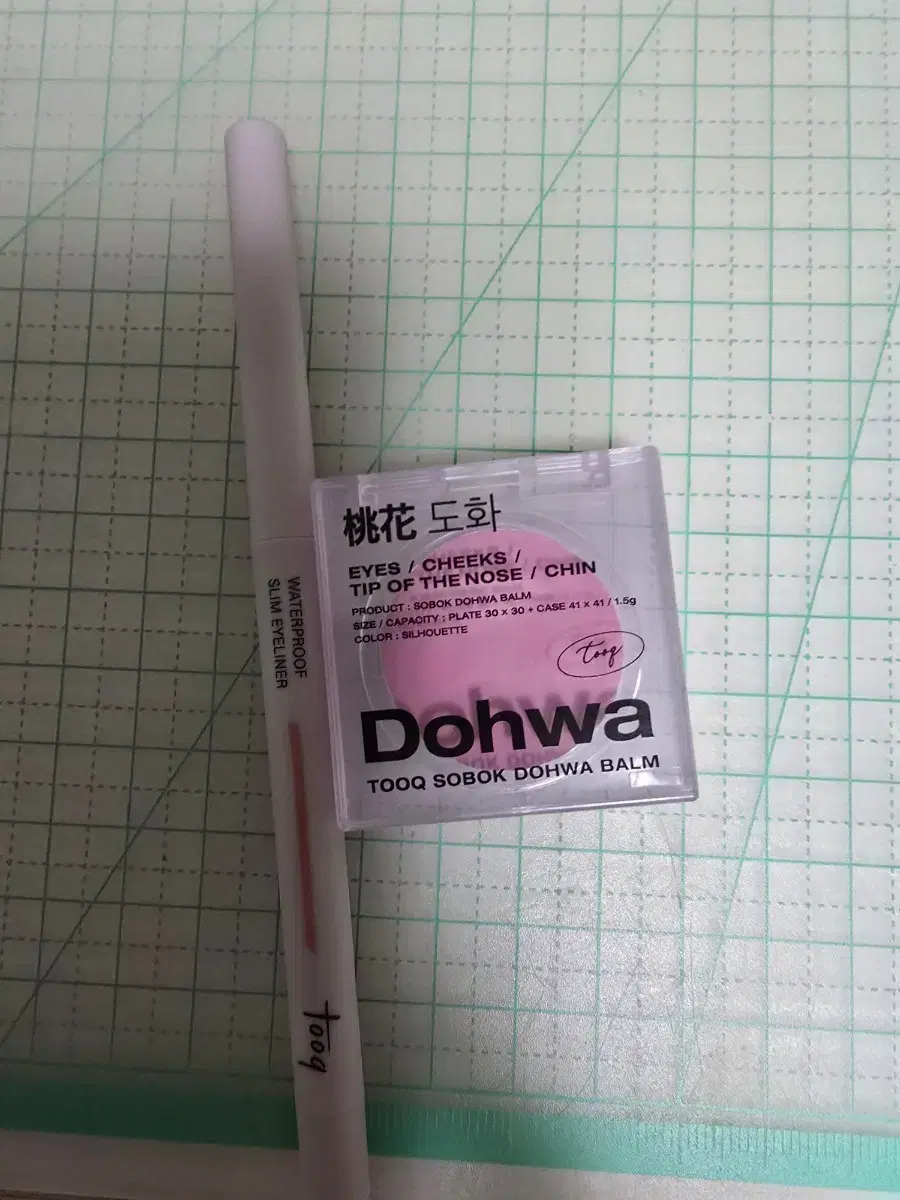 WATERPROOF
SLIM EYELINER
tooq
桃花 도화
EYES / CHEEKS /
TIP OF THE NOSE / CHIN
PRODUCT : SOBOK DOHWA BALM
SIZE / CAPACITY : PLATE 30 x 30 + CASE 41 x 41 / 1.5g
COLOR : SILHOUETTE
tooq
Dohwa
TOOQ SOBOK DOHWA BALM